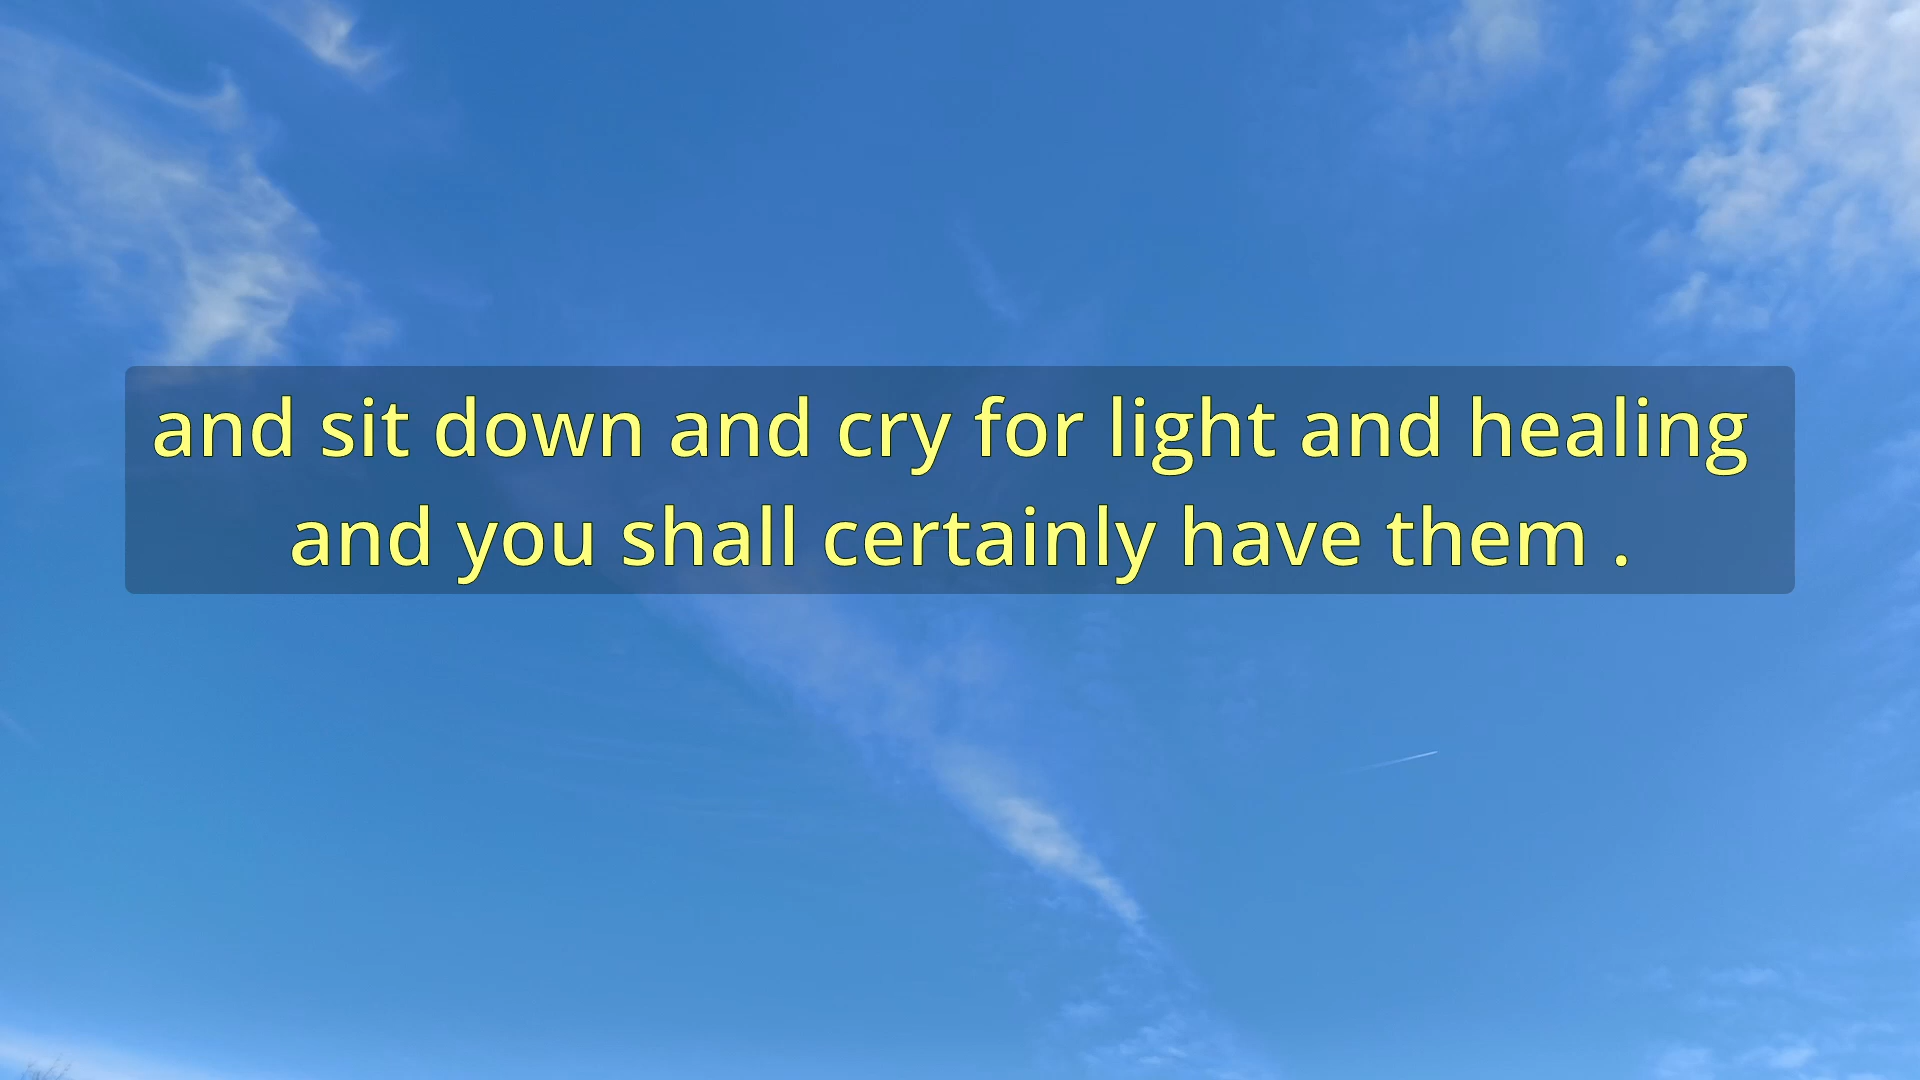 and sit down and cry for light and healing
and you shall certainly have them .